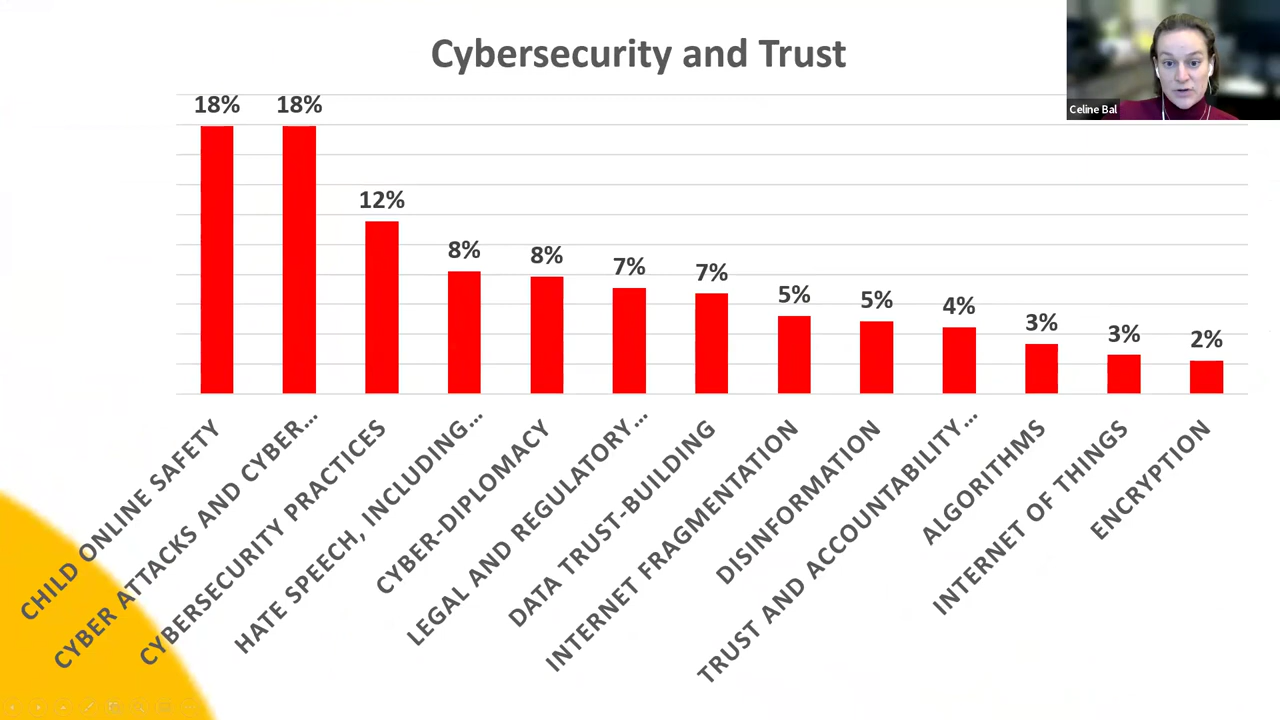 Cybersecurity and Trust
Celine Bal
18%
18%
12%
8%
8%
7%
7%
5%
5%
4%
3%
3%
2%
CHILD ONLINE SAFETY
CYBER ATTACKS AND CYBER...
CYBERSECURITY PRACTICES
HATE SPEECH, INCLUDING...
CYBER-DIPLOMACY
LEGAL AND REGULATORY...
DATA TRUST-BUILDING
INTERNET FRAGMENTATION
DISINFORMATION
TRUST AND ACCOUNTABILITY...
ALGORITHMS
INTERNET OF THINGS
ENCRYPTION